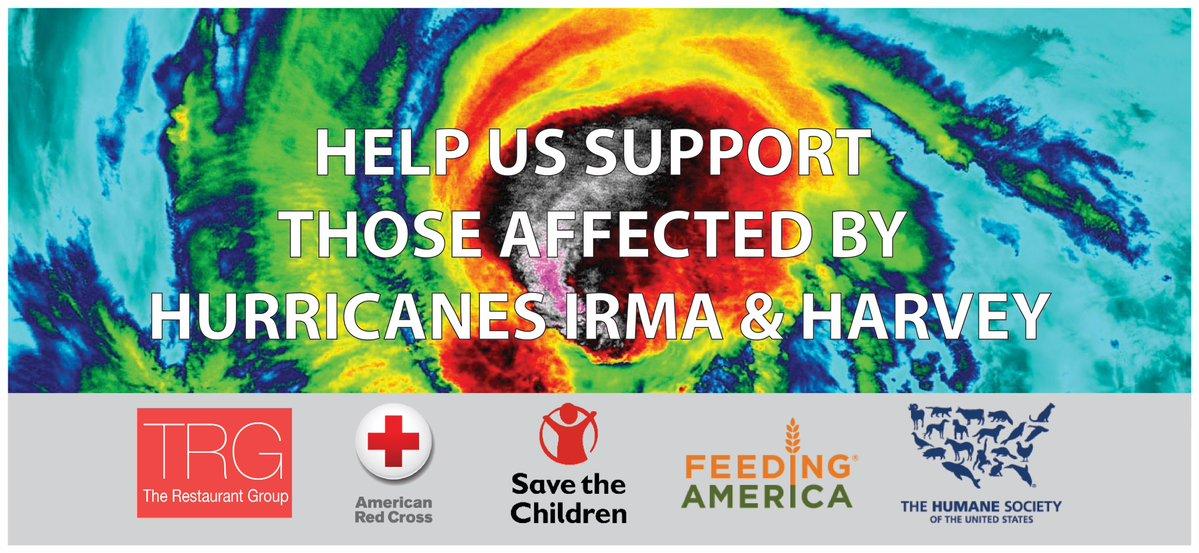 HELP US SUPPORT
THOSE AFFECTED BY
HURRICANES IRMA & HARVEY
TRG
The Restaurant Group
American
Red Cross
Save the
Children
FEEDING®
AMERICA
THE HUMANE SOCIETY
OF THE UNITED STATES